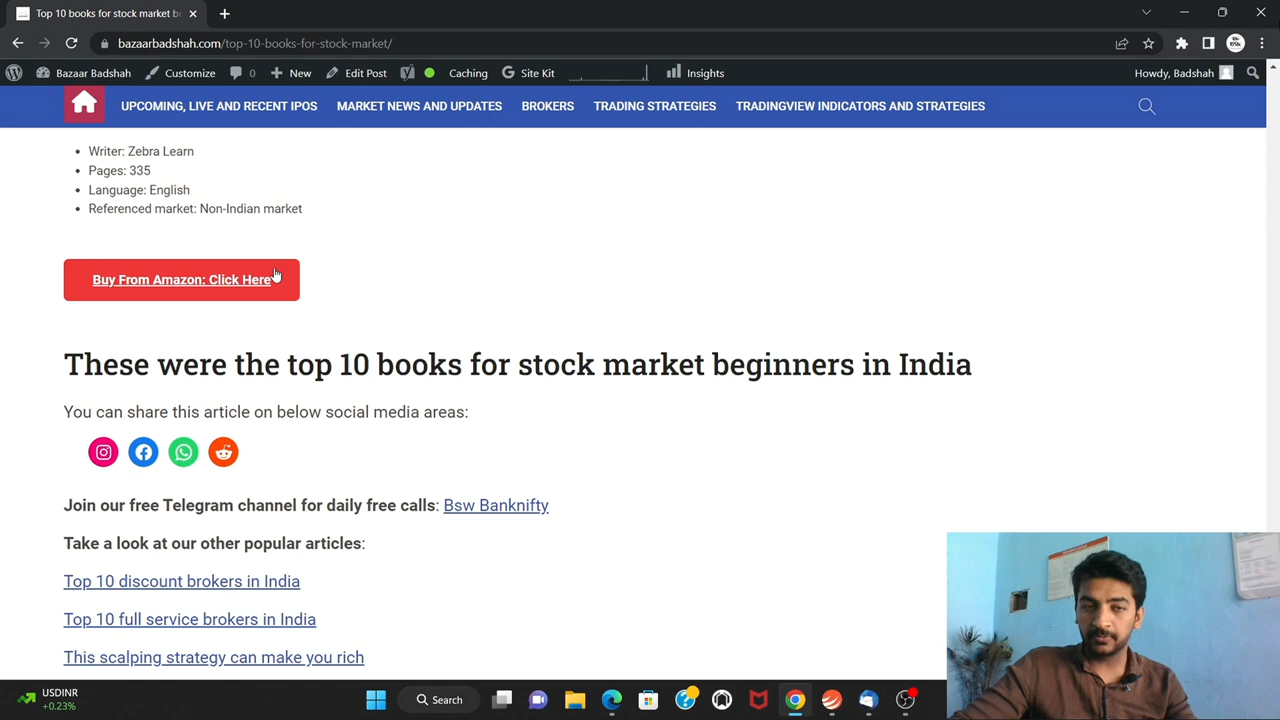 Top 10 books for stock market be
bazaarbadshah.com/top-10-books-for-stock-market/
Bazaar Badshah
Customize
0
New
Edit Post
Caching
Site Kit
Insights
Howdy, Badshah
UPCOMING, LIVE AND RECENT IPOS
MARKET NEWS AND UPDATES
BROKERS
TRADING STRATEGIES
TRADINGVIEW INDICATORS AND STRATEGIES
Writer: Zebra Learn
Pages: 335
Language: English
Referenced market: Non-Indian market
Buy From Amazon: Click Here
These were the top 10 books for stock market beginners in India
You can share this article on below social media areas:
Join our free Telegram channel for daily free calls: Bsw Banknifty
Take a look at our other popular articles:
Top 10 discount brokers in India
Top 10 full service brokers in India
This scalping strategy can make you rich
USDINR
+0.23%
Search